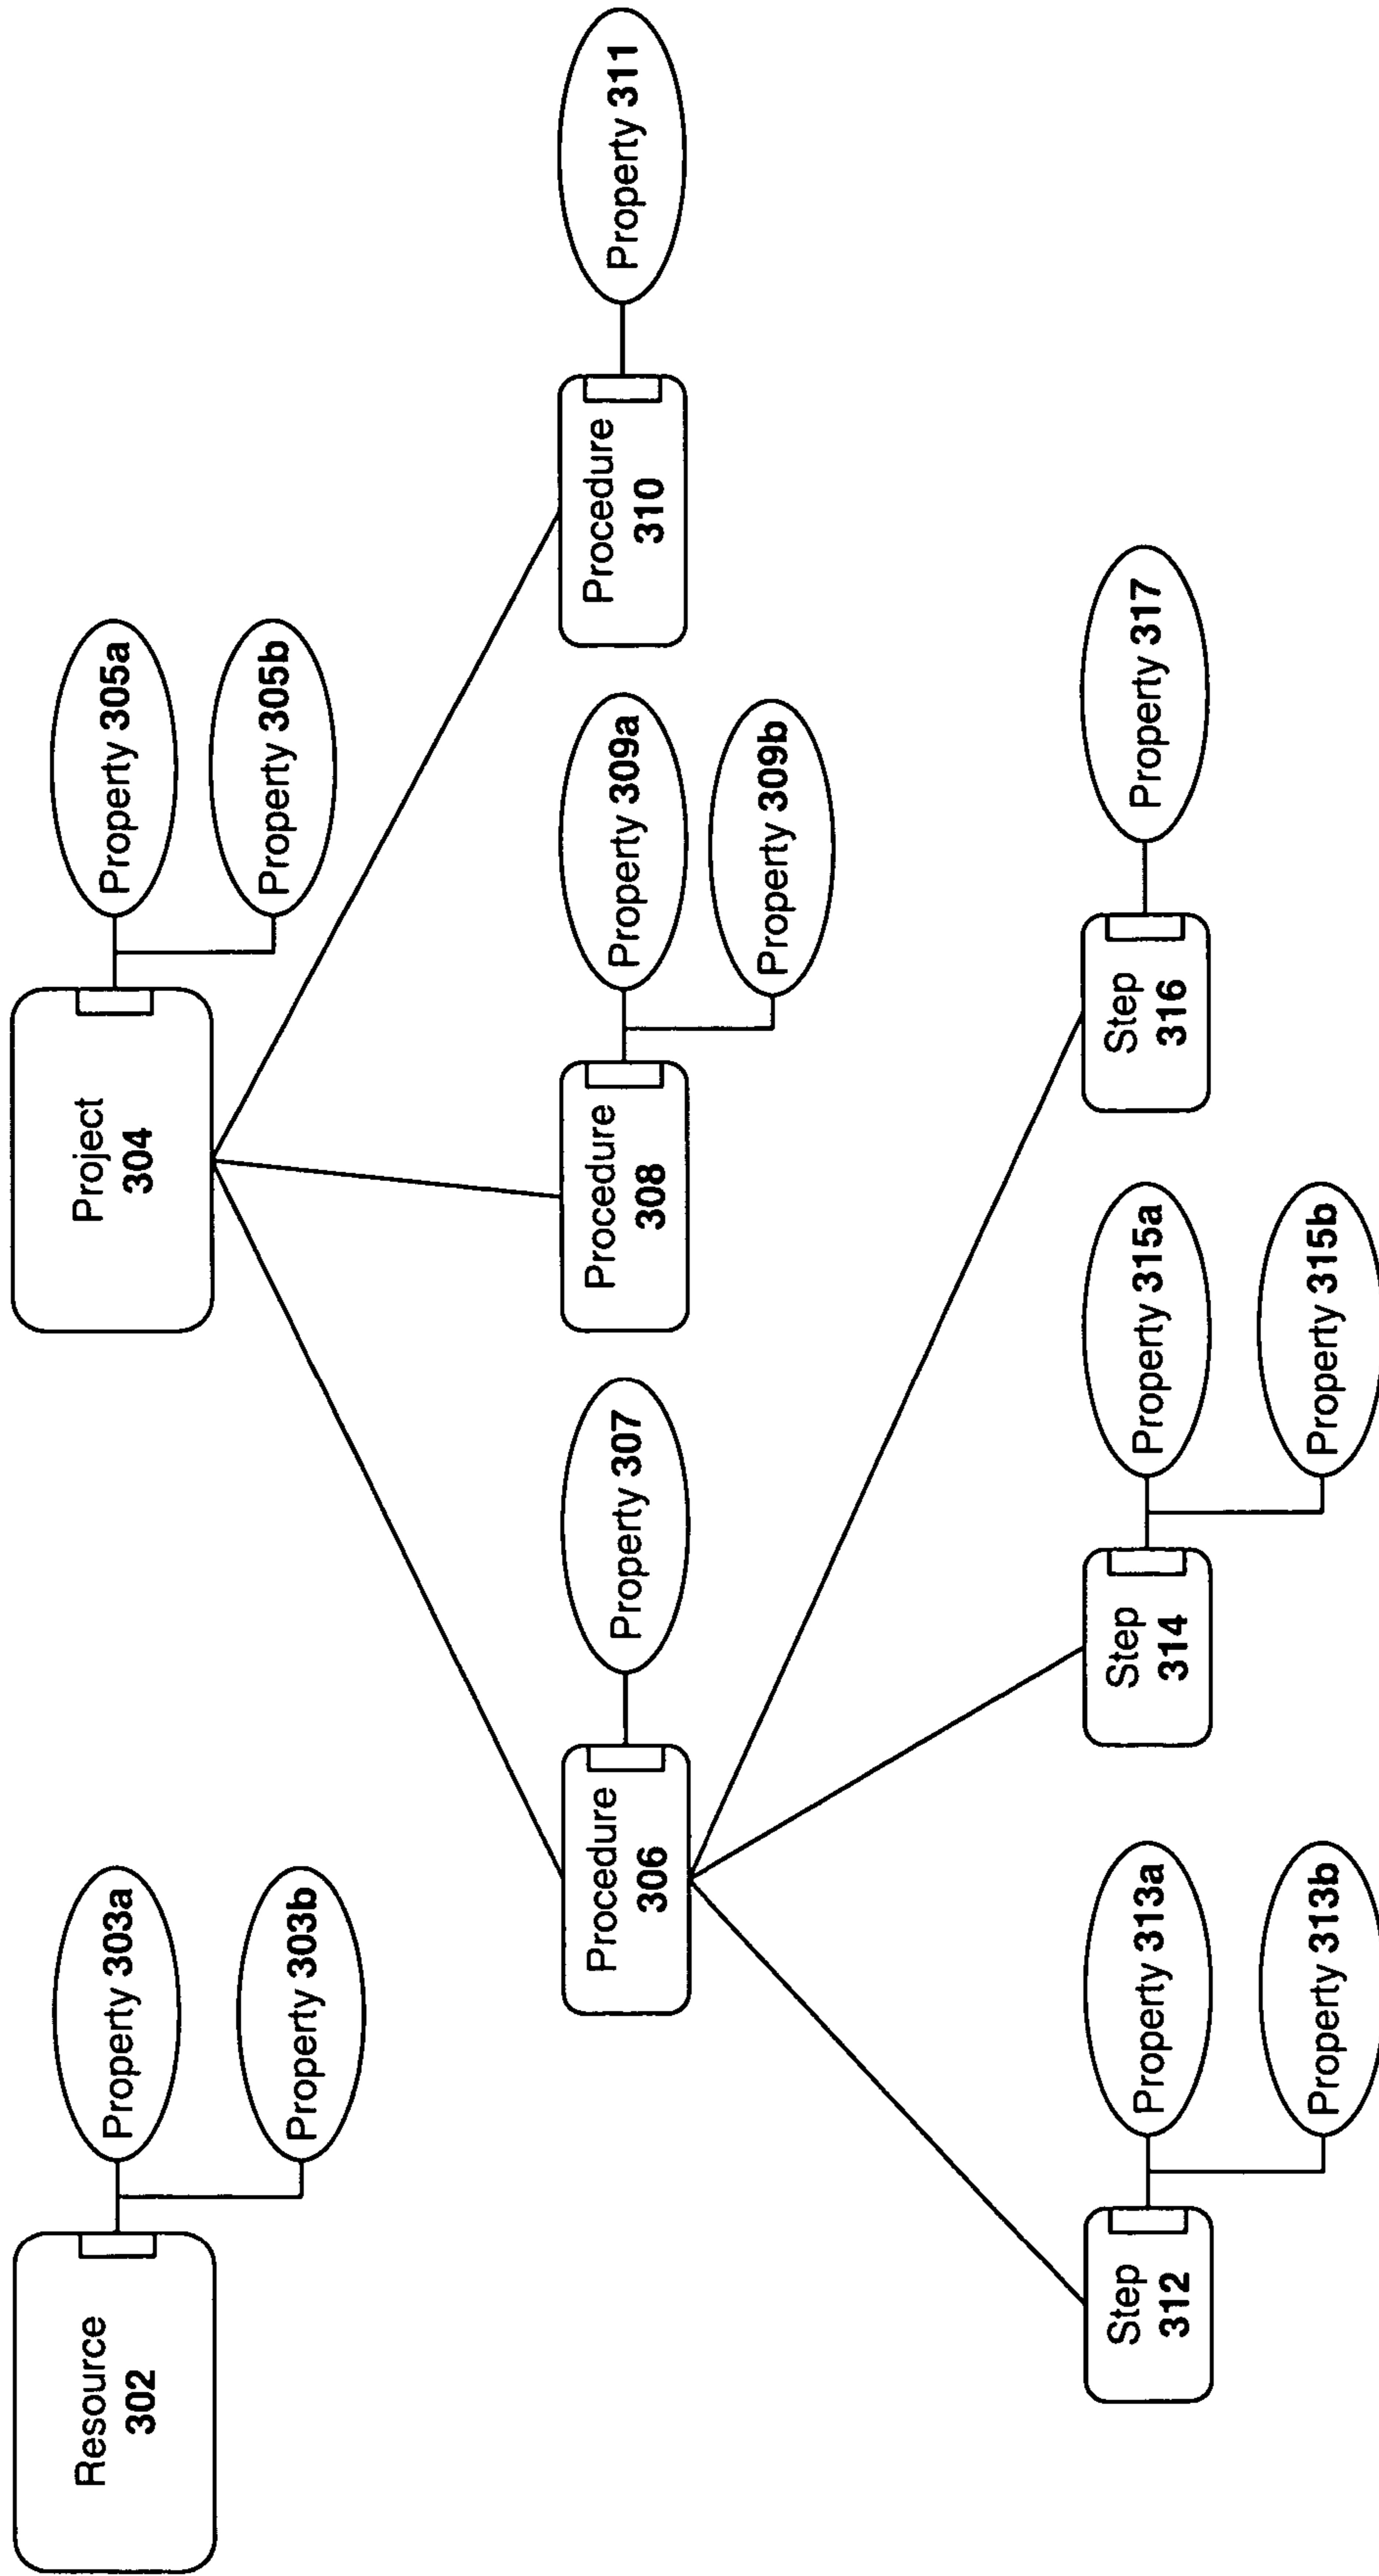 Resource
302
Property 303a
Property 303b
Project
304
Property 305a
Property 305b
Procedure
306
Property 307
Procedure
308
Property 309a
Property 309b
Procedure
310
Property 311
Step
312
Property 313a
Property 313b
Step
314
Property 315a
Property 315b
Step
316
Property 317